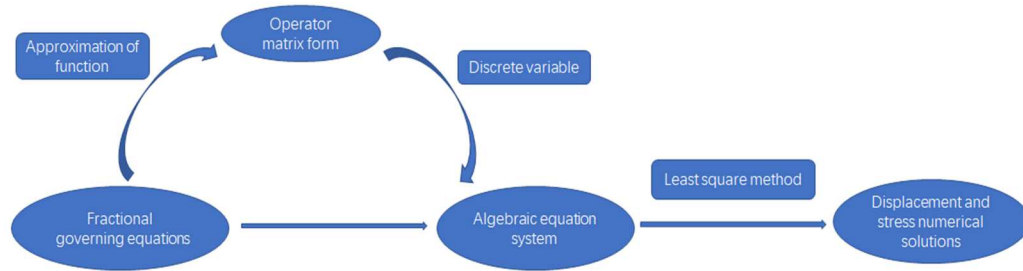 Operator
matrix form
Approximation of
function
Discrete variable
Least square method
Fractional
governing equations
Algebraic equation
system
Displacement and
stress numerical
solutions